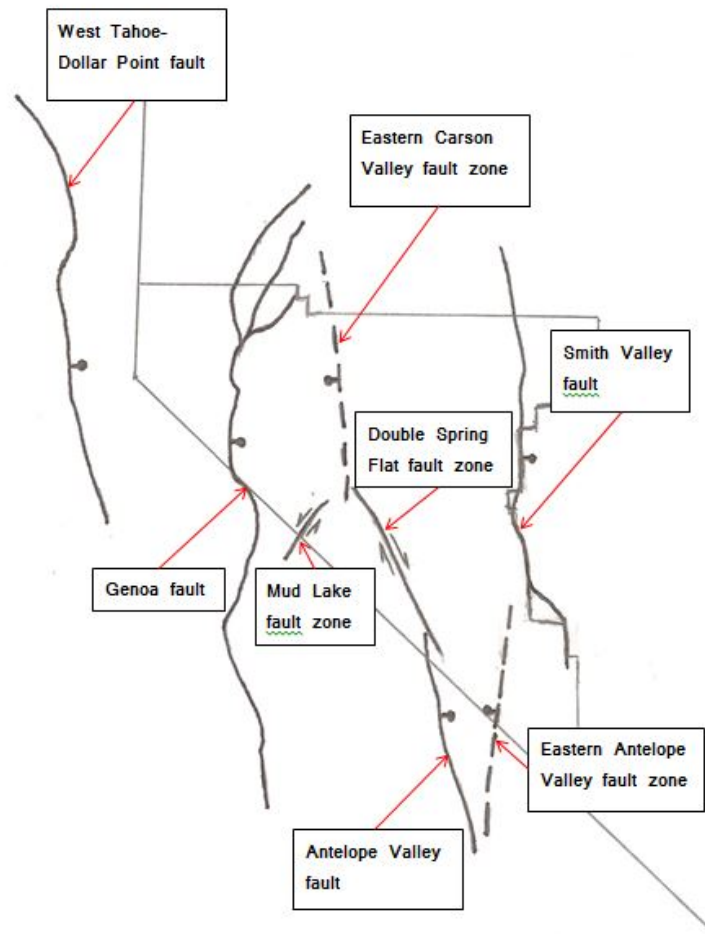 West Tahoe-
Dollar Point fault
Eastern Carson
Valley fault zone
Smith Valley
fault
Double Spring
Flat fault zone
Genoa fault
Mud Lake
fault zone
Eastern Antelope
Valley fault zone
Antelope Valley
fault